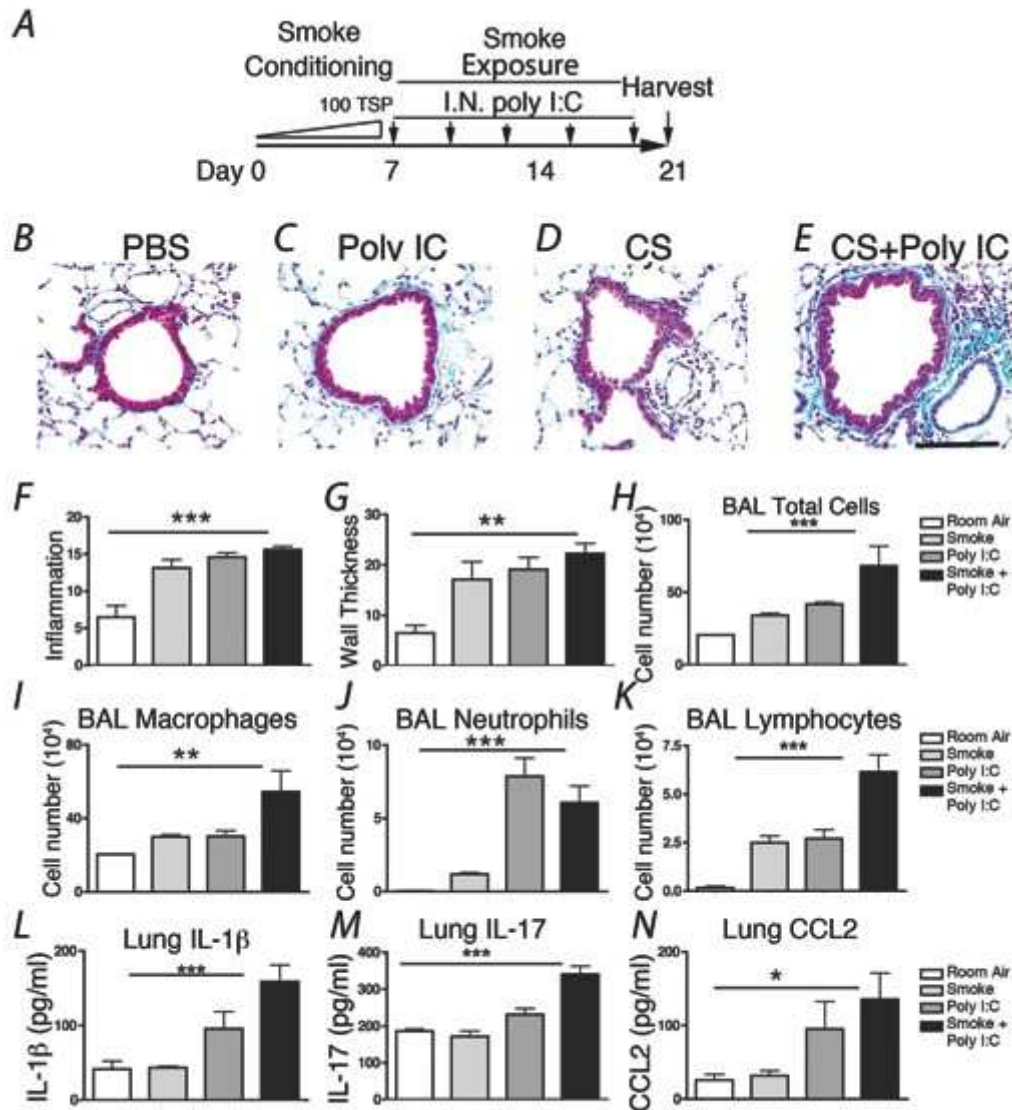 A
Smoke Conditioning
Smoke Exposure
100 TSP
I.N. poly I:C
Harvest
Day 0 7 14 21
B PBS
C Polv IC
D CS
E CS+Poly IC
F
Inflammation
20
15
10
5
0
***
G
Wall Thickness
30
20
10
0
**
H BAL Total Cells
Cell number (10⁴)
100
50
0
***
Room Air
Smoke
Poly I:C
Smoke +
Poly I:C
I BAL Macrophages
Cell number (10⁴)
80
40
0
**
J BAL Neutrophils
Cell number (10⁴)
10
5
0
***
K BAL Lymphocytes
Cell number (10⁴)
7.5
5.0
2.5
0.0
***
Room Air
Smoke
Poly I:C
Smoke +
Poly I:C
L Lung IL-1β
IL-1β (pg/ml)
200
100
0
***
M Lung IL-17
IL-17 (pg/ml)
400
300
200
100
0
***
N Lung CCL2
CCL2 (pg/ml)
200
100
0
*
Room Air
Smoke
Poly I:C
Smoke +
Poly I:C